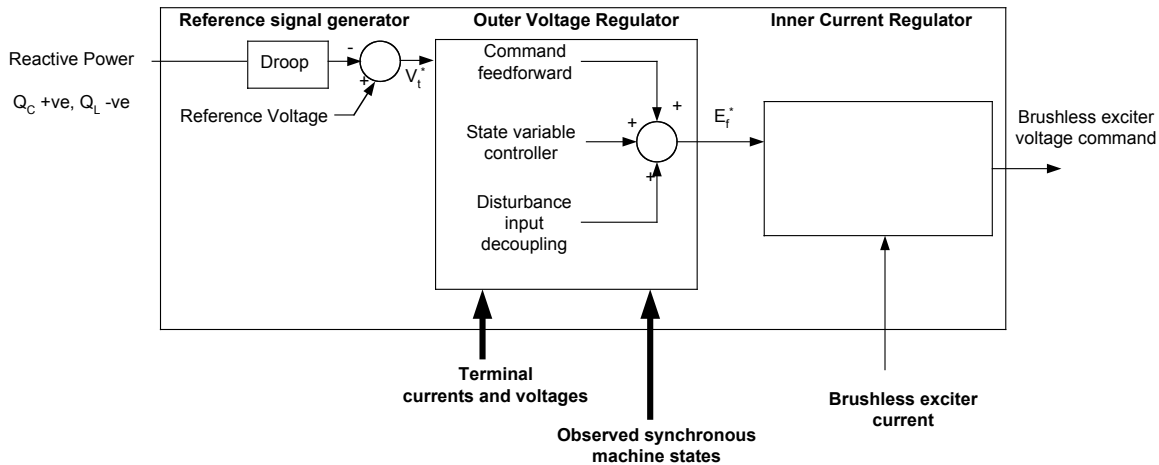 Reference signal generator
Outer Voltage Regulator
Inner Current Regulator
Reactive Power
Q_C +ve, Q_L -ve
Droop
-
+
V_t^*
Reference Voltage
Command
feedforward
State variable
controller
Disturbance
input
decoupling
+
+
+
E_f^*
Brushless exciter
voltage command
Terminal
currents and voltages
Observed synchronous
machine states
Brushless exciter
current